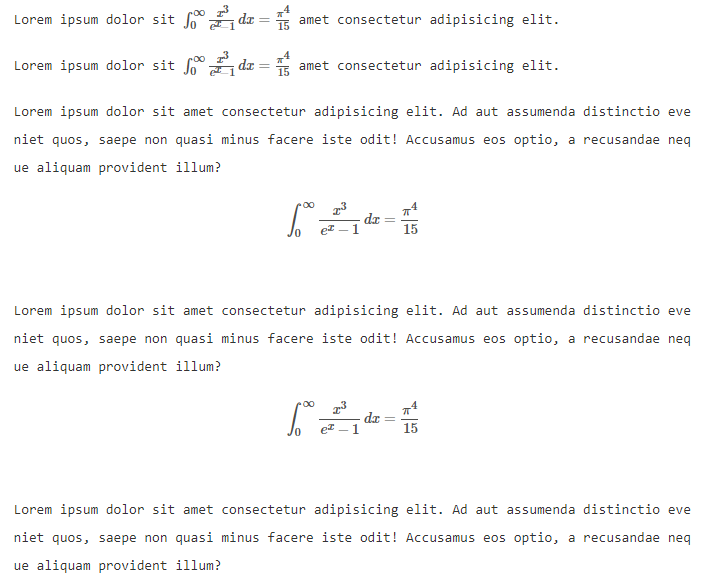 Lorem ipsum dolor sit ∫₀^∞ x³/(eˣ−1) dx = π⁴/15 amet consectetur adipisicing elit.
Lorem ipsum dolor sit ∫₀^∞ x³/(eˣ−1) dx = π⁴/15 amet consectetur adipisicing elit.
Lorem ipsum dolor sit amet consectetur adipisicing elit. Ad aut assumenda distinctio eve
niet quos, saepe non quasi minus facere iste odit! Accusamus eos optio, a recusandae neq
ue aliquam provident illum?
∫₀^∞ x³/(eˣ − 1) dx = π⁴/15
Lorem ipsum dolor sit amet consectetur adipisicing elit. Ad aut assumenda distinctio eve
niet quos, saepe non quasi minus facere iste odit! Accusamus eos optio, a recusandae neq
ue aliquam provident illum?
∫₀^∞ x³/(eˣ − 1) dx = π⁴/15
Lorem ipsum dolor sit amet consectetur adipisicing elit. Ad aut assumenda distinctio eve
niet quos, saepe non quasi minus facere iste odit! Accusamus eos optio, a recusandae neq
ue aliquam provident illum?